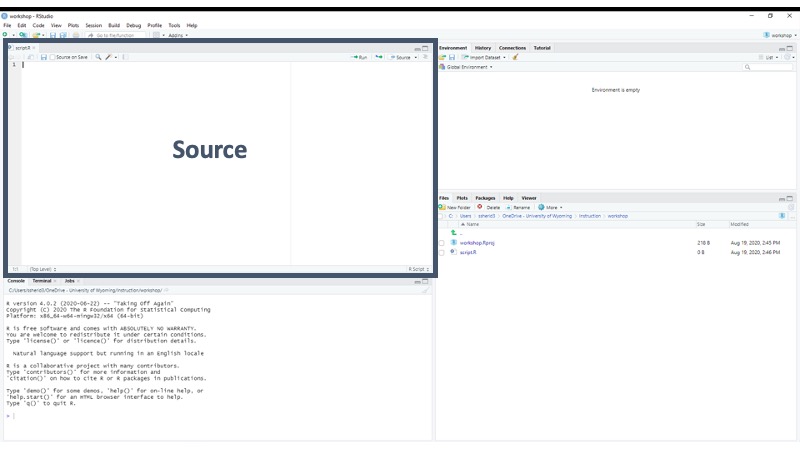 workshop - RStudio
File Edit Code View Plots Session Build Debug Profile Tools Help
Go to file/function Addins workshop
script.R
Source on Save Run Source
1
Source
1:1 (Top Level) R Script
Console Terminal Jobs
C:/Users/ssherid3/OneDrive - University of Wyoming/Instruction/workshop/
R version 4.0.2 (2020-06-22) -- "Taking Off Again"
Copyright (C) 2020 The R Foundation for Statistical Computing
Platform: x86_64-w64-mingw32/x64 (64-bit)
R is free software and comes with ABSOLUTELY NO WARRANTY.
You are welcome to redistribute it under certain conditions.
Type 'license()' or 'licence()' for distribution details.
Natural language support but running in an English locale
R is a collaborative project with many contributors.
Type 'contributors()' for more information and
'citation()' on how to cite R or R packages in publications.
Type 'demo()' for some demos, 'help()' for on-line help, or
'help.start()' for an HTML browser interface to help.
Type 'q()' to quit R.
>
Environment History Connections Tutorial
Import Dataset List
Global Environment
Environment is empty
Files Plots Packages Help Viewer
New Folder Delete Rename More
C: Users ssherid3 OneDrive - University of Wyoming Instruction workshop
Name Size Modified
..
workshop.Rproj 218 B Aug 19, 2020, 2:45 PM
script.R 0 B Aug 19, 2020, 2:46 PM